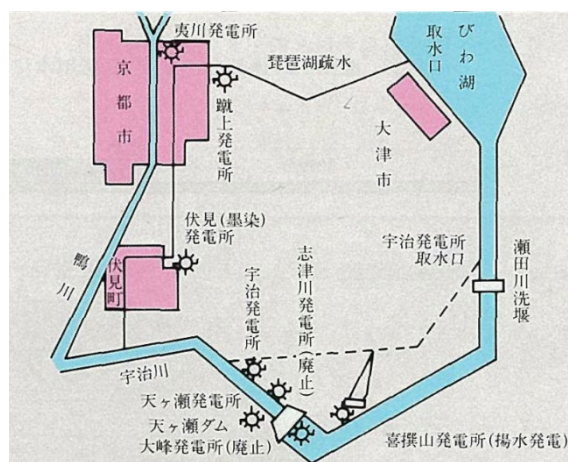 夷川発電所
びわ湖
取水口
琵琶湖疏水
京都市
蹴上発電所
大津市
伏見(墨染)
発電所
宇治発電所
取水口
瀬田川洗堰
志津川発電所(廃止)
宇治発電所
鴨川
伏見町
宇治川
天ヶ瀬発電所
天ヶ瀬ダム
大峰発電所(廃止)
喜撰山発電所(揚水発電)